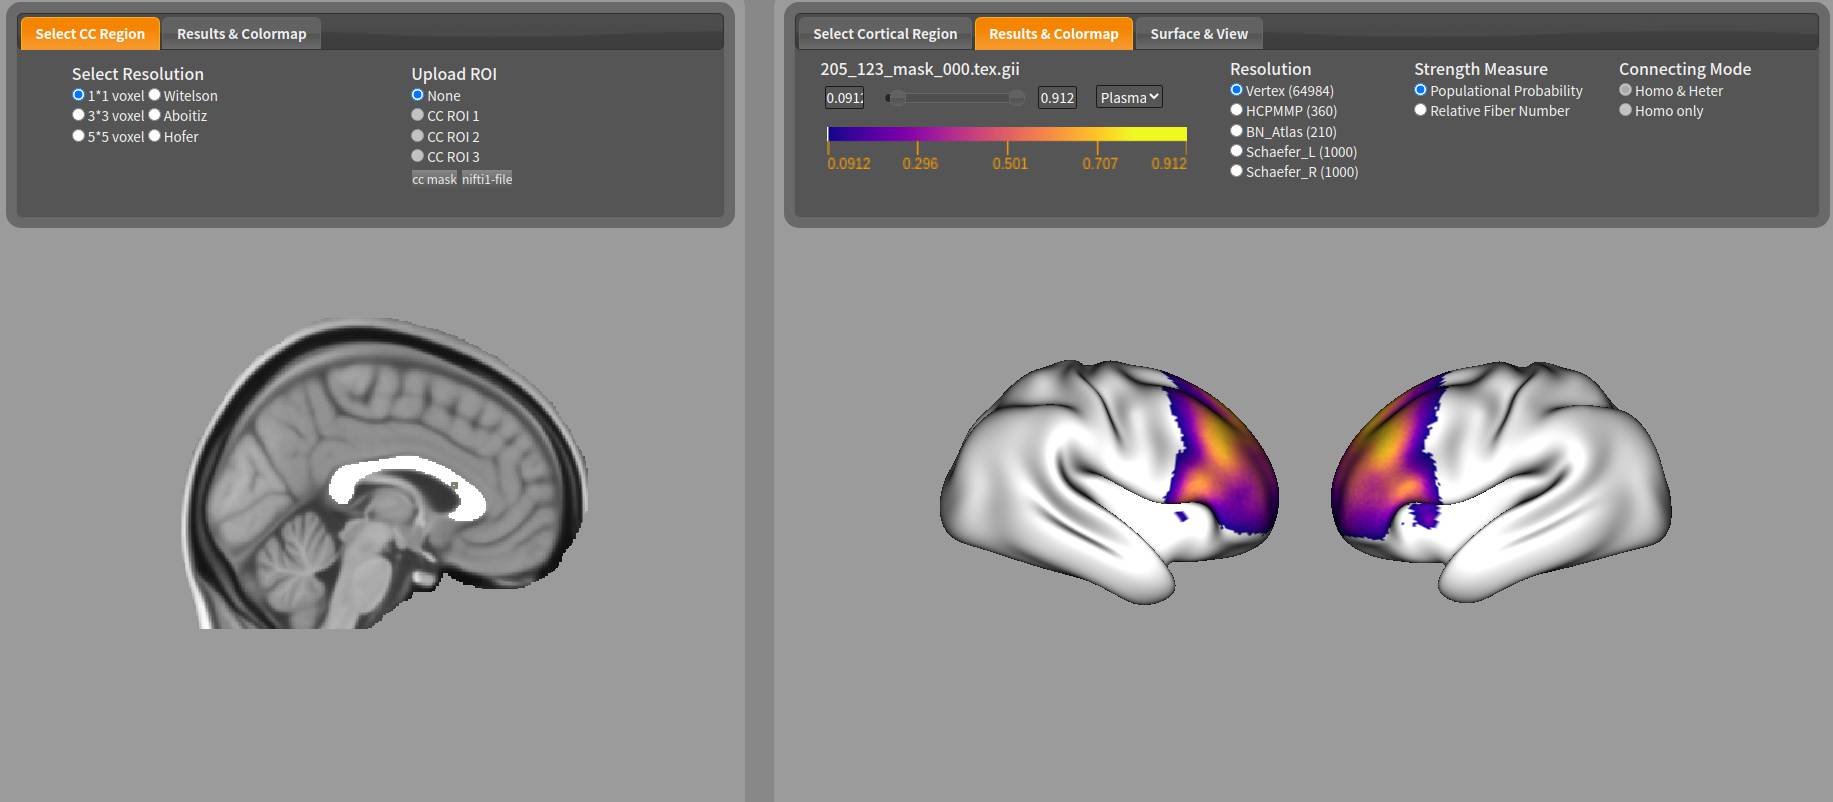 Select CC Region
Results & Colormap
Select Resolution
1*1 voxel Witelson
3*3 voxel Aboitiz
5*5 voxel Hofer
Upload ROI
None
CC ROI 1
CC ROI 2
CC ROI 3
cc mask nifti1-file
Select Cortical Region
Results & Colormap
Surface & View
205_123_mask_000.tex.gii
0.0912
0.912
Plasma
0.0912 0.296 0.501 0.707 0.912
Resolution
Vertex (64984)
HCPMMP (360)
BN_Atlas (210)
Schaefer_L (1000)
Schaefer_R (1000)
Strength Measure
Populational Probability
Relative Fiber Number
Connecting Mode
Homo & Heter
Homo only